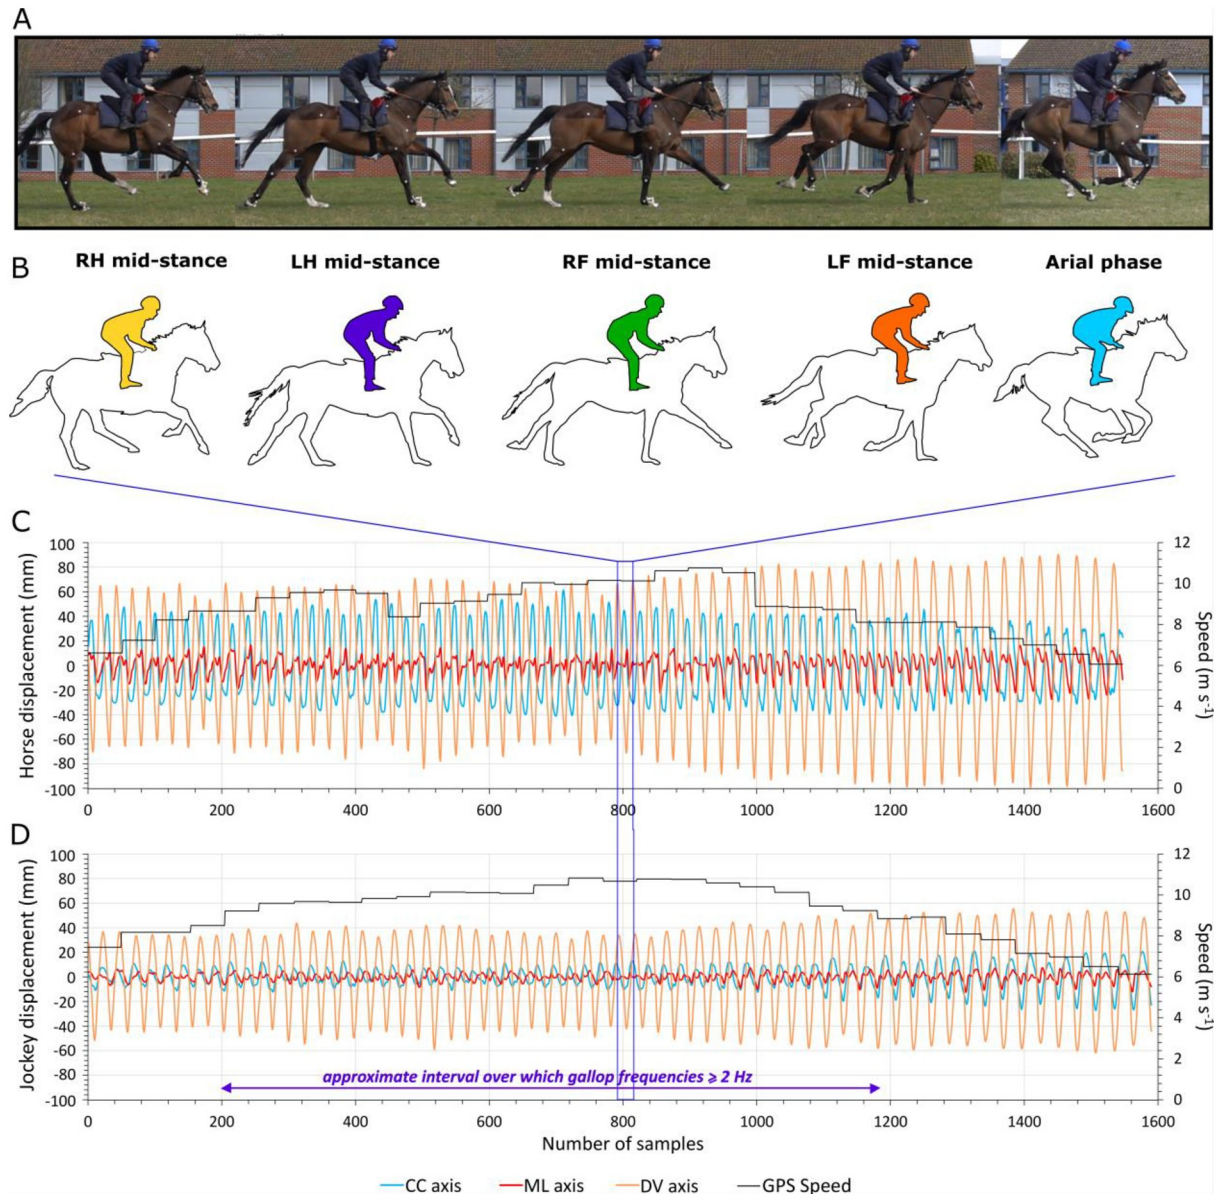 A
B
RH mid-stance LH mid-stance RF mid-stance LF mid-stance Arial phase
C
Horse displacement (mm)
100
80
60
40
20
0
-20
-40
-60
-80
-100
12
10
8
6
4
2
0
Speed (m s⁻¹)
0 200 400 600 800 1000 1200 1400 1600
D
Jockey displacement (mm)
100
80
60
40
20
0
-20
-40
-60
-80
-100
12
10
8
6
4
2
0
Speed (m s⁻¹)
approximate interval over which gallop frequencies ⩾ 2 Hz
0 200 400 600 800 1000 1200 1400 1600
Number of samples
CC axis ML axis DV axis GPS Speed